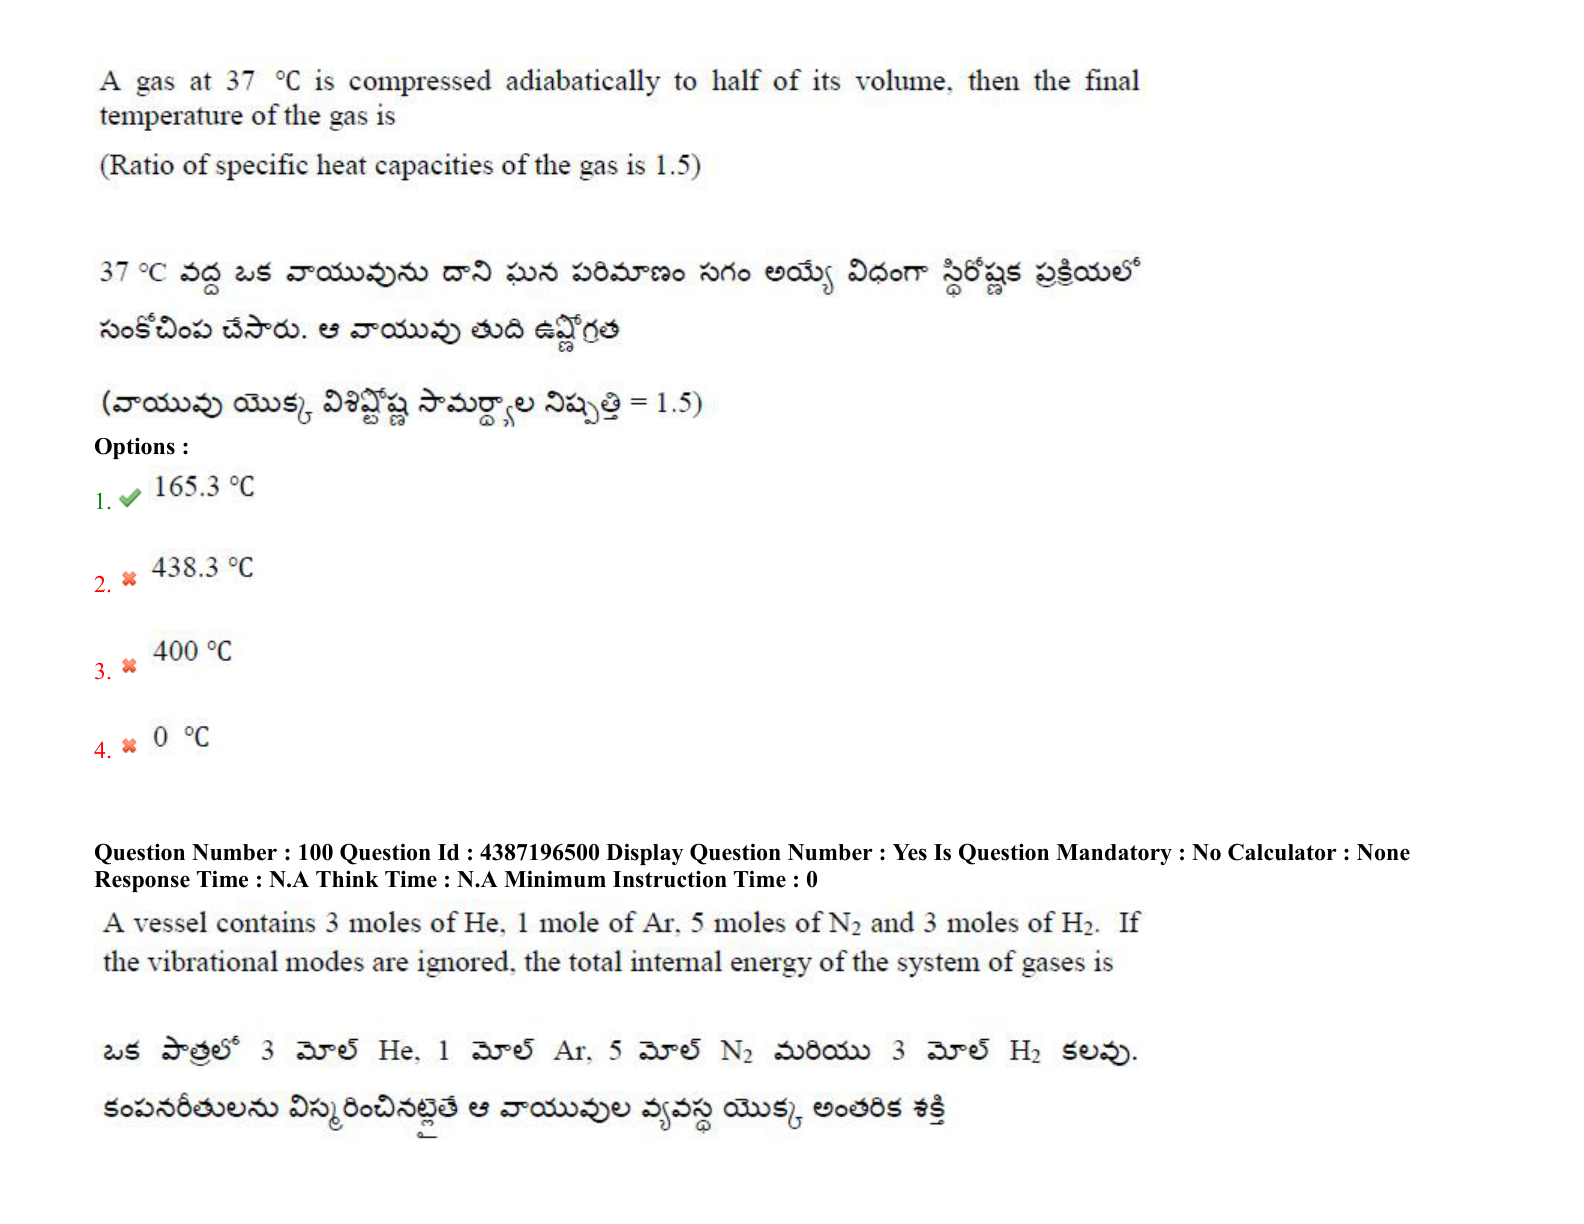 A gas at 37 °C is compressed adiabatically to half of its volume, then the final
temperature of the gas is
(Ratio of specific heat capacities of the gas is 1.5)
37 °C వద్ద ఒక వాయువును దాని ఘన పరిమాణం సగం అయ్యే విధంగా స్థిరోష్ణక ప్రక్రియలో
సంకోచింప చేసారు. ఆ వాయువు తుది ఉష్ణోగ్రత
(వాయువు యొక్క విశిష్టోష్ణ సామర్థ్యాల నిష్పత్తి = 1.5)
Options :
1. 165.3 °C
2. 438.3 °C
3. 400 °C
4. 0 °C
Question Number : 100 Question Id : 4387196500 Display Question Number : Yes Is Question Mandatory : No Calculator : None
Response Time : N.A Think Time : N.A Minimum Instruction Time : 0
A vessel contains 3 moles of He, 1 mole of Ar, 5 moles of N₂ and 3 moles of H₂. If
the vibrational modes are ignored, the total internal energy of the system of gases is
ఒక పాత్రలో 3 మోల్ He, 1 మోల్ Ar, 5 మోల్ N₂ మరియు 3 మోల్ H₂ కలవు.
కంపనరీతులను విస్మరించినట్లైతే ఆ వాయువుల వ్యవస్థ యొక్క అంతరిక శక్తి